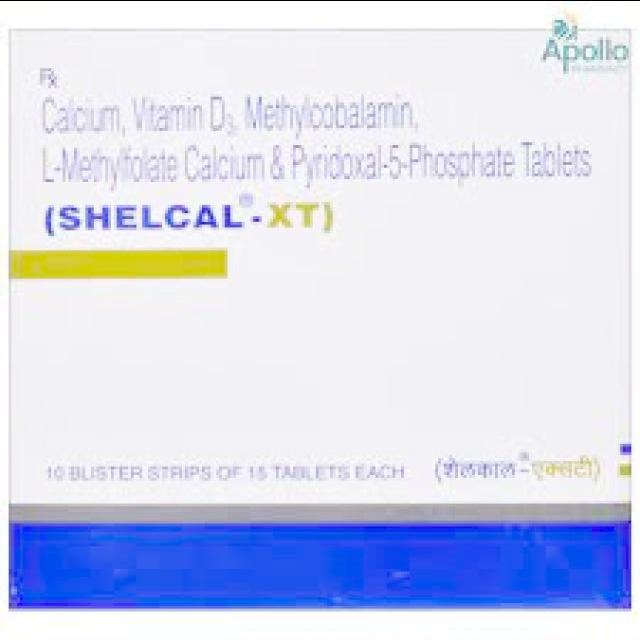 Apollo
Rx
Calcium, Vitamin D3, Methylcobalamin,
L-Methylfolate Calcium & Pyridoxal-5-Phosphate Tablets
(SHELCAL®-XT)
10 BLISTER STRIPS OF 15 TABLETS EACH
(शेलकाल®-एक्सटी)